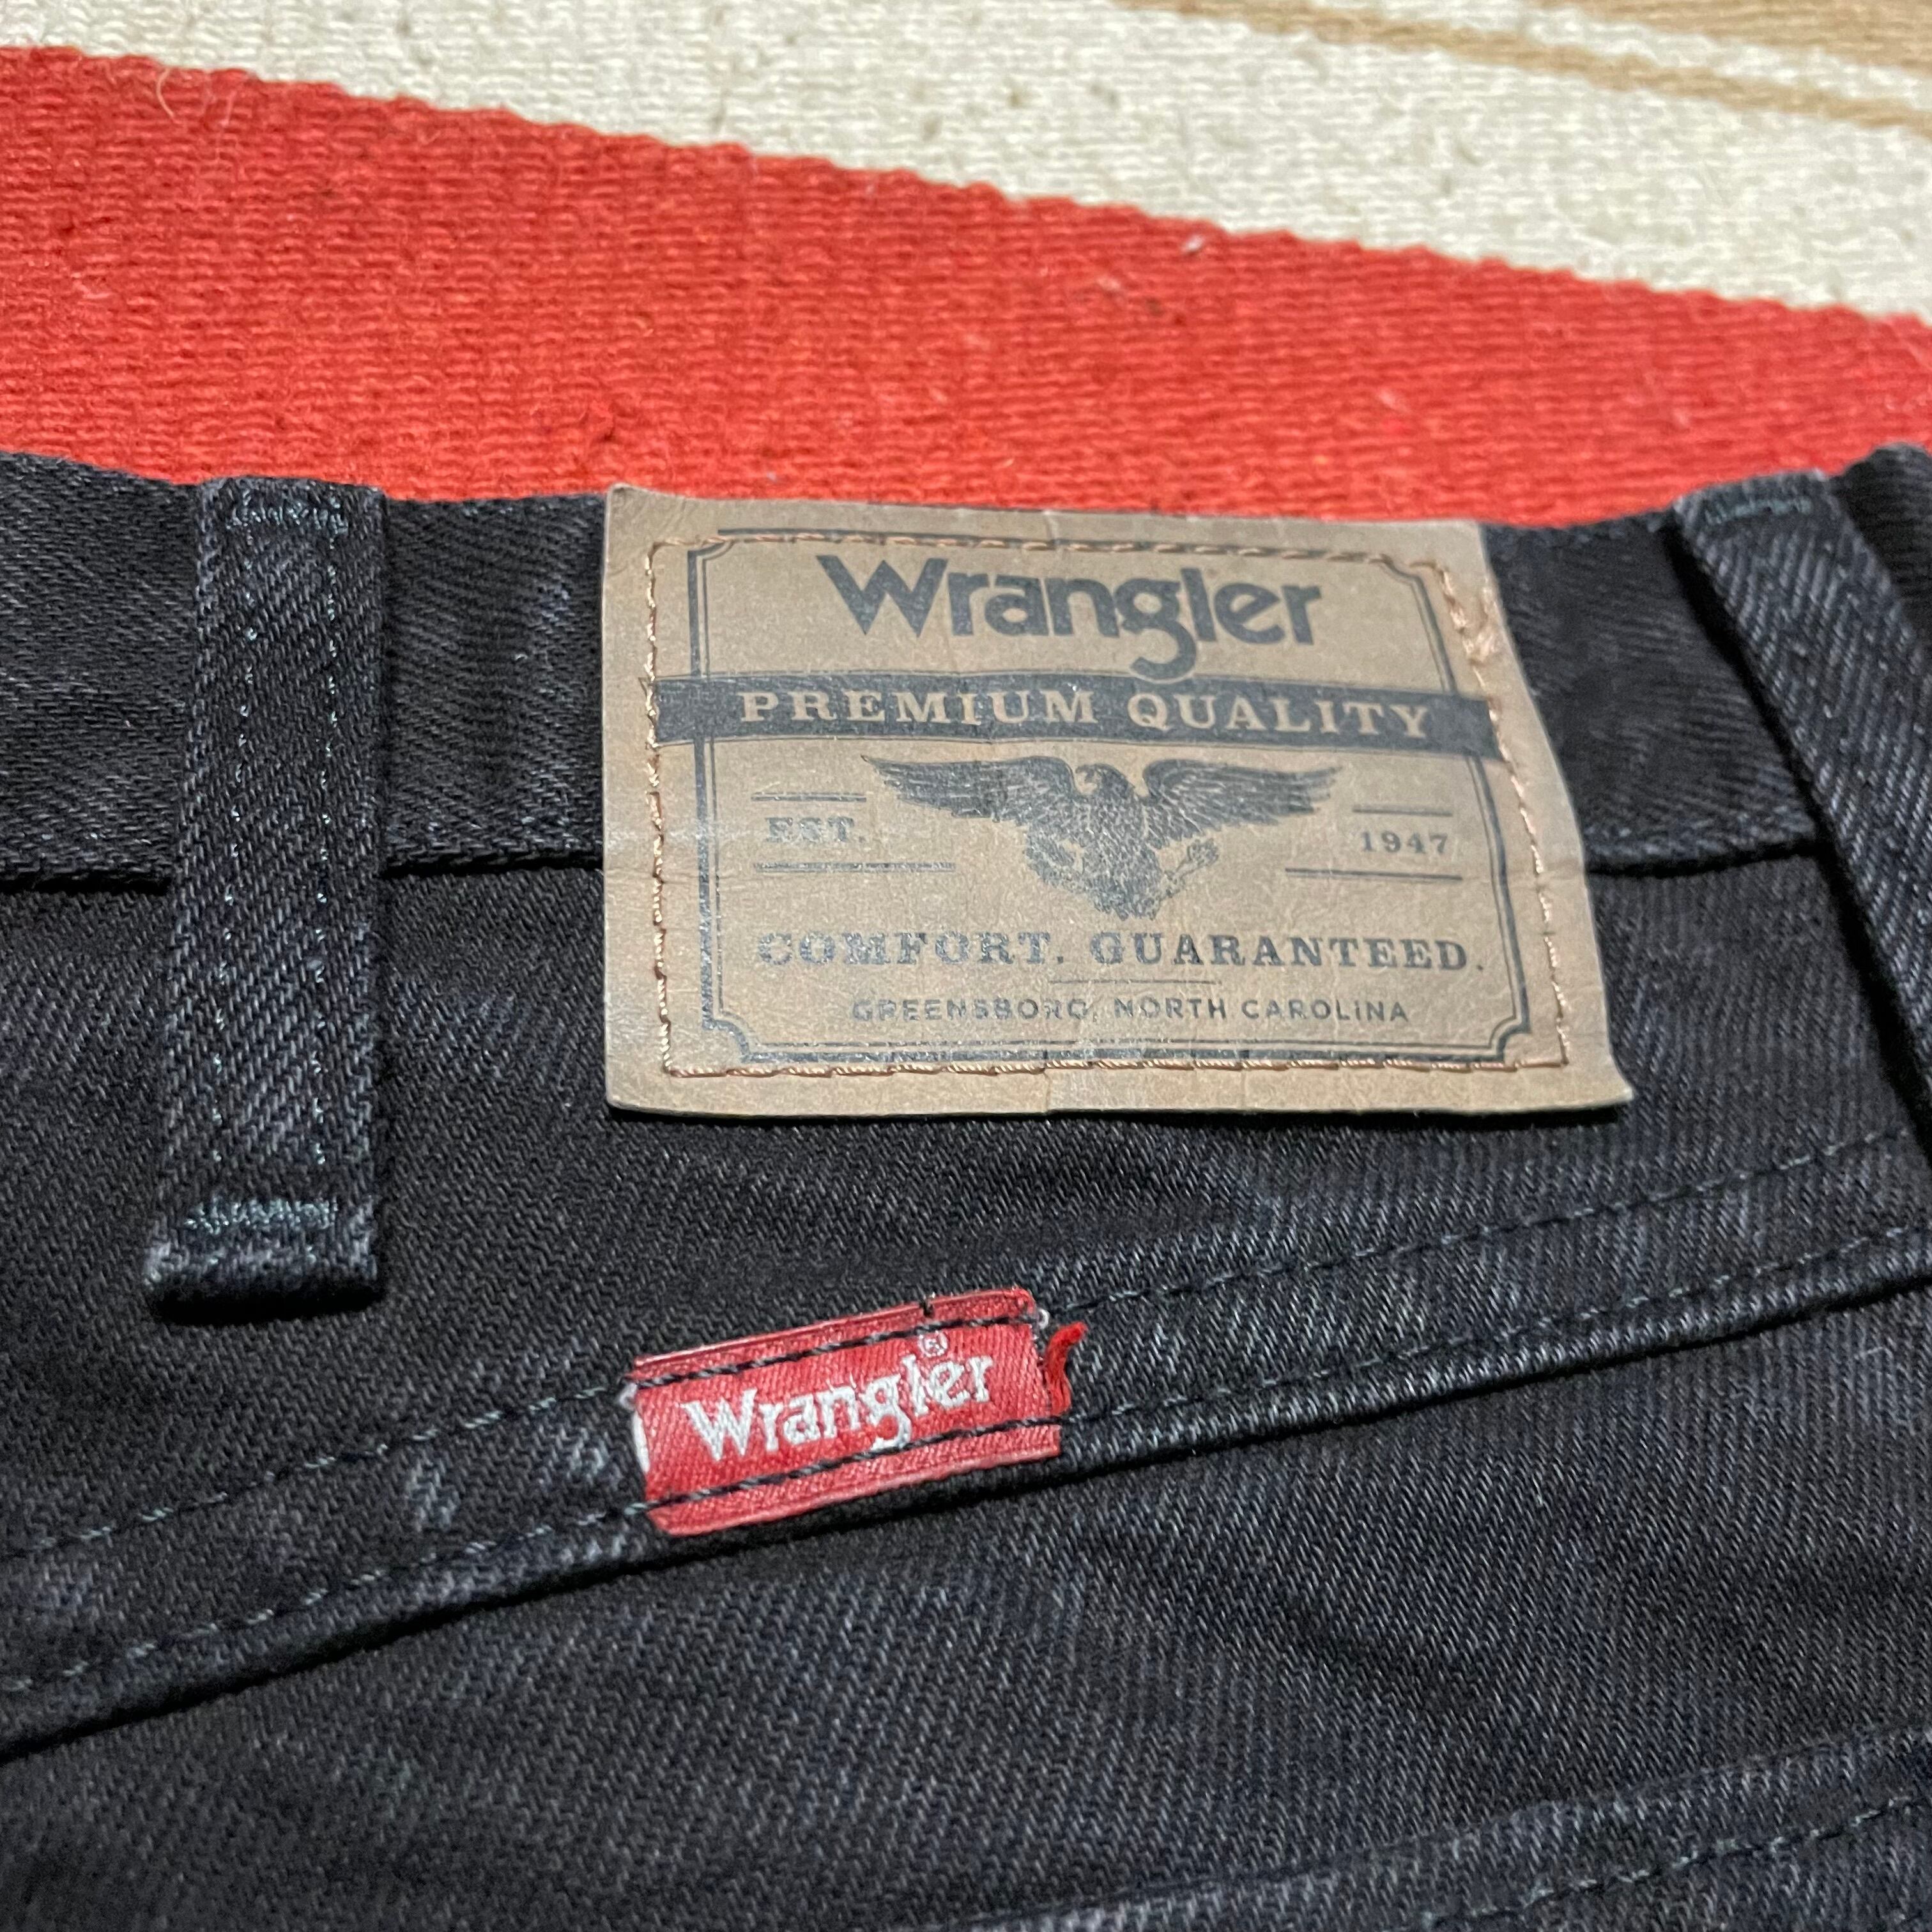 Wrangler
PREMIUM QUALITY
EST. 1947
COMFORT. GUARANTEED.
GREENSBORO, NORTH CAROLINA
Wrangler®